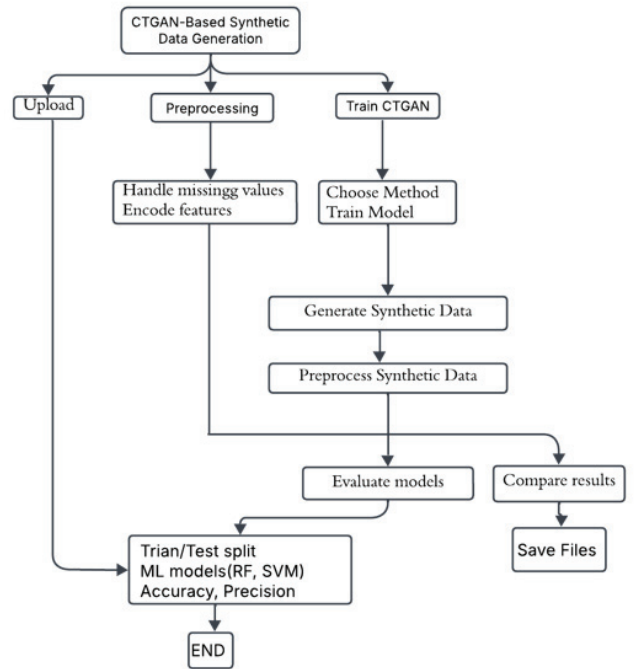 CTGAN-Based Synthetic
Data Generation
Upload
Preprocessing
Train CTGAN
Handle missingg values
Encode features
Choose Method
Train Model
Generate Synthetic Data
Preprocess Synthetic Data
Evaluate models
Compare results
Trian/Test split
ML models(RF, SVM)
Accuracy, Precision
Save Files
END